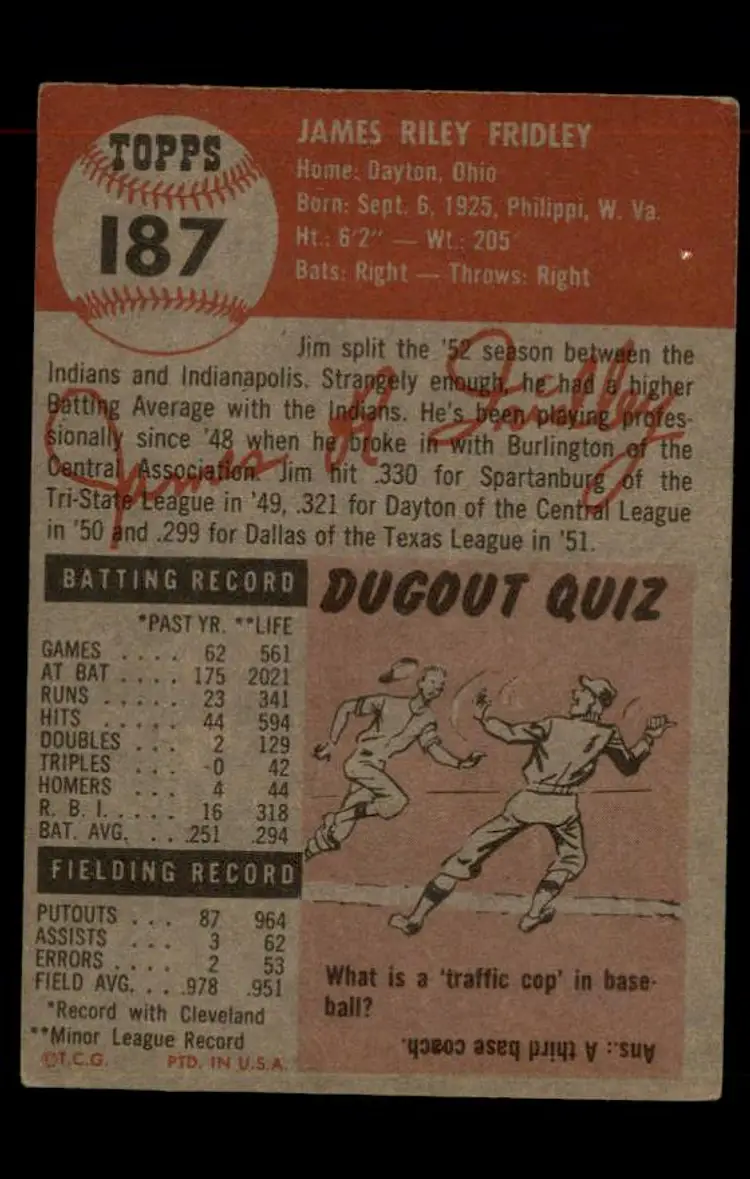 TOPPS
187
JAMES RILEY FRIDLEY
Home: Dayton, Ohio
Born: Sept. 6, 1925, Philippi, W. Va.
Ht.: 6'2" — Wt.: 205
Bats: Right — Throws: Right
Jim split the '52 season between the
Indians and Indianapolis. Strangely enough, he had a higher
Batting Average with the Indians. He's been playing profes-
sionally since '48 when he broke in with Burlington of the
Central Association. Jim hit .330 for Spartanburg of the
Tri-State League in '49, .321 for Dayton of the Central League
in '50 and .299 for Dallas of the Texas League in '51.
James R Fridley
BATTING RECORD
*PAST YR. **LIFE
GAMES .... 62 561
AT BAT .... 175 2021
RUNS ..... 23 341
HITS ..... 44 594
DOUBLES ... 2 129
TRIPLES ... 0 42
HOMERS ... 4 44
R. B. I. .... 16 318
BAT. AVG. .. .251 .294
FIELDING RECORD
PUTOUTS ... 87 964
ASSISTS ... 3 62
ERRORS .... 2 53
FIELD AVG. .. .978 .951
*Record with Cleveland
**Minor League Record
©T.C.G. PTD. IN U.S.A.
DUGOUT QUIZ
What is a 'traffic cop' in base-
ball?
Ans.: A third base coach.